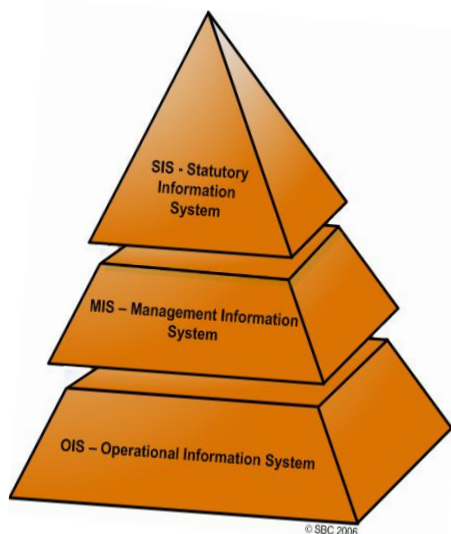 SIS - Statutory
Information
System
MIS – Management Information
System
OIS – Operational Information System
© SBC 2006